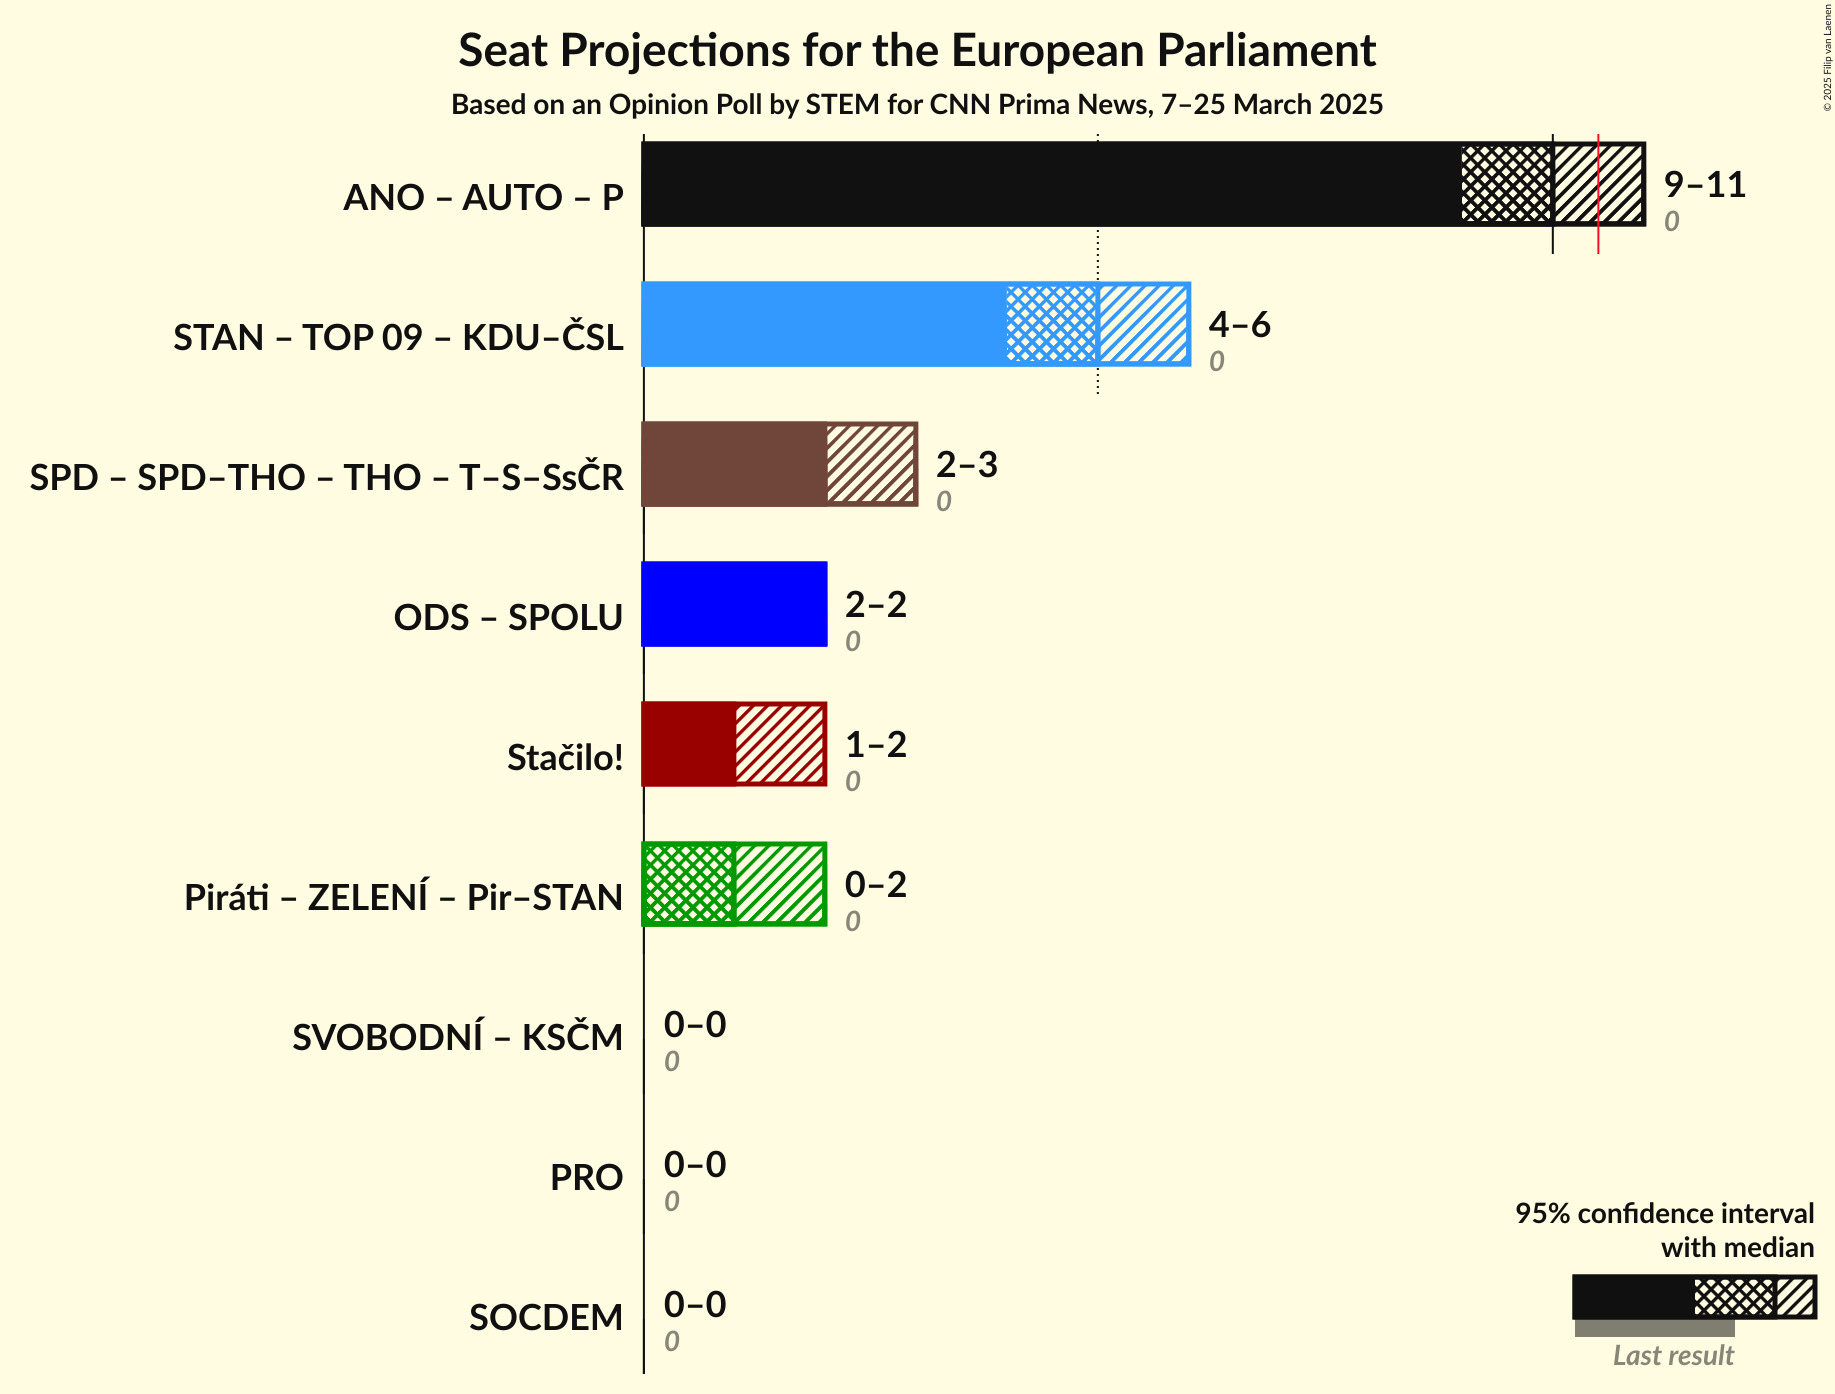 Seat Projections for the European Parliament
Based on an Opinion Poll by STEM for CNN Prima News, 7–25 March 2025
© 2025 Filip van Laenen
ANO – AUTO – P
9–11
0
STAN – TOP 09 – KDU–ČSL
4–6
0
SPD – SPD–THO – THO – T–S–SsČR
2–3
0
ODS – SPOLU
2–2
0
Stačilo!
1–2
0
Piráti – ZELENÍ – Pir–STAN
0–2
0
SVOBODNÍ – KSČM
0–0
0
PRO
0–0
0
SOCDEM
0–0
0
95% confidence interval
with median
Last result